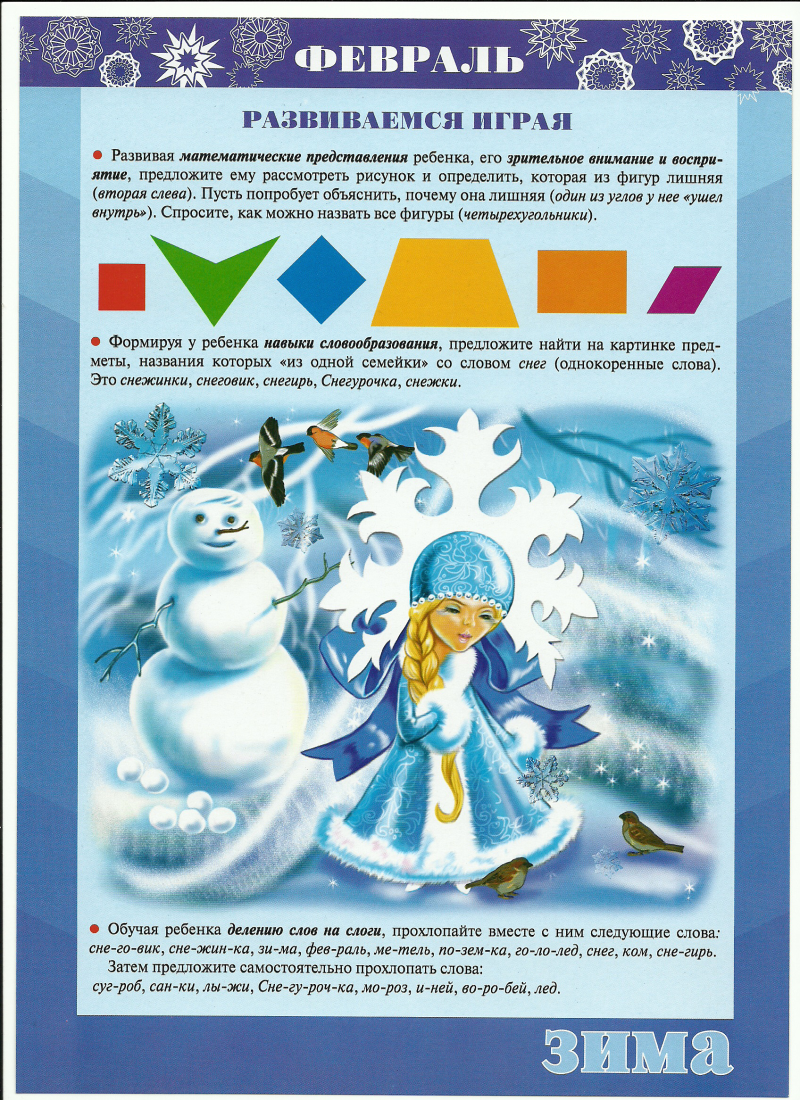 ФЕВРАЛЬ
РАЗВИВАЕМСЯ ИГРАЯ
● Развивая математические представления ребенка, его зрительное внимание и воспри-
ятие, предложите ему рассмотреть рисунок и определить, которая из фигур лишняя
(вторая слева). Пусть попробует объяснить, почему она лишняя (один из углов у нее «ушел
внутрь»). Спросите, как можно назвать все фигуры (четырехугольники).
● Формируя у ребенка навыки словообразования, предложите найти на картинке пред-
меты, названия которых «из одной семейки» со словом снег (однокоренные слова).
Это снежинки, снеговик, снегирь, Снегурочка, снежки.
● Обучая ребенка делению слов на слоги, прохлопайте вместе с ним следующие слова:
сне-го-вик, сне-жин-ка, зи-ма, фев-раль, ме-тель, по-зем-ка, го-ло-лед, снег, ком, сне-гирь.
Затем предложите самостоятельно прохлопать слова:
суг-роб, сан-ки, лы-жи, Сне-гу-роч-ка, мо-роз, и-ней, во-ро-бей, лед.
зима